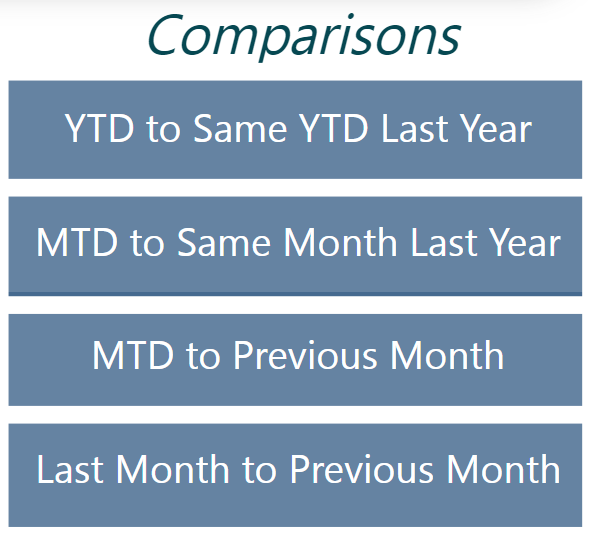 Comparisons
YTD to Same YTD Last Year
MTD to Same Month Last Year
MTD to Previous Month
Last Month to Previous Month